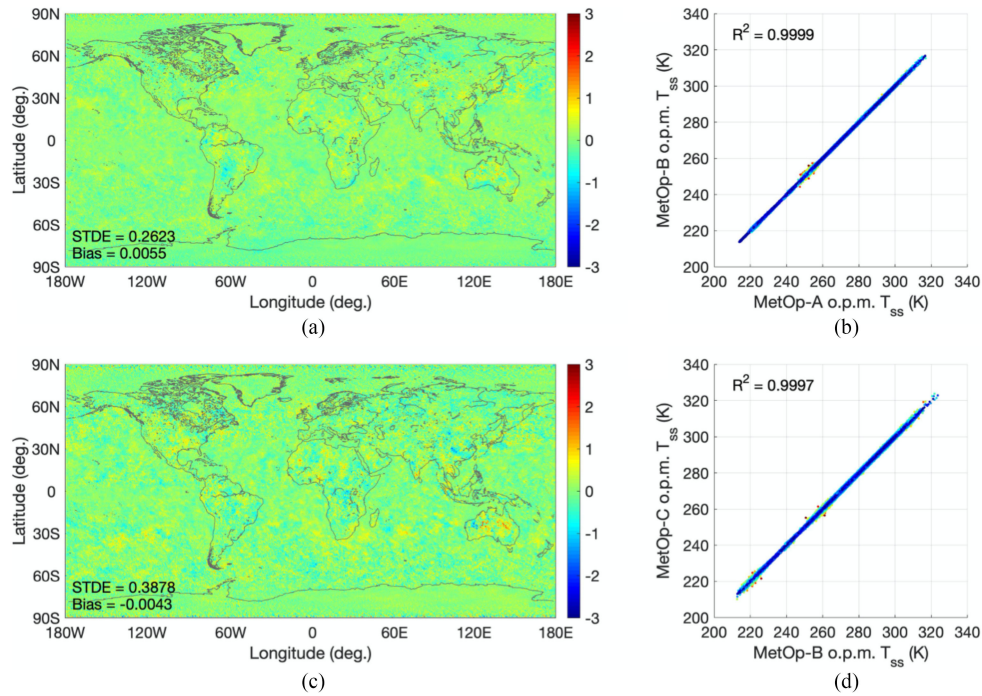 90N
60N
30N
0
30S
60S
90S
Latitude (deg.)
STDE = 0.2623
Bias = 0.0055
180W
120W
60W
0
60E
120E
180E
Longitude (deg.)
3
2
1
0
-1
-2
-3
(a)
340
320
300
280
260
240
220
200
MetOp-B o.p.m. T_ss (K)
R² = 0.9999
200 220 240 260 280 300 320 340
MetOp-A o.p.m. T_ss (K)
(b)
90N
60N
30N
0
30S
60S
90S
Latitude (deg.)
STDE = 0.3878
Bias = -0.0043
180W
120W
60W
0
60E
120E
180E
Longitude (deg.)
3
2
1
0
-1
-2
-3
(c)
340
320
300
280
260
240
220
200
MetOp-C o.p.m. T_ss (K)
R² = 0.9997
200 220 240 260 280 300 320 340
MetOp-B o.p.m. T_ss (K)
(d)